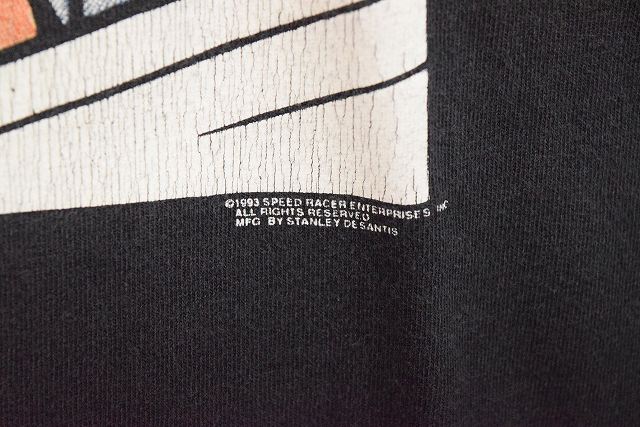 ©1993 SPEED RACER ENTERPRISES INC
ALL RIGHTS RESERVED
MFG BY STANLEY DESANTIS